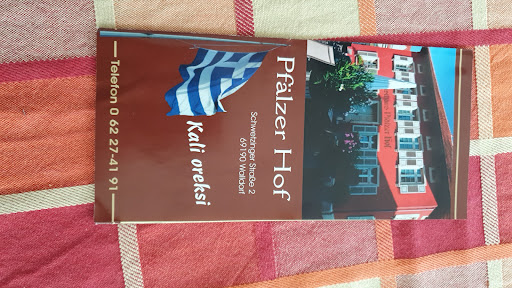 Pfälzer Hof
Schwetzinger Straße 2
69190 Walldorf
Kali oreksi
— Telefon 0 62 27-41 91 —